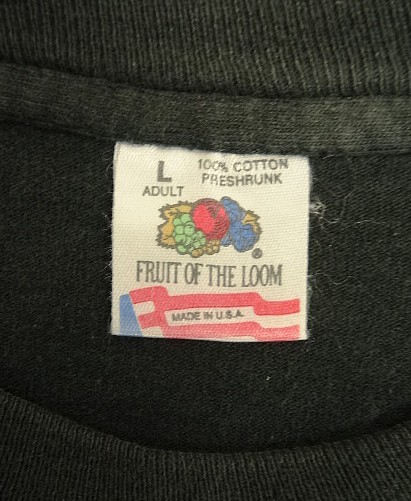 L 100% COTTON
ADULT PRESHRUNK
®
FRUIT OF THE LOOM
MADE IN U.S.A.